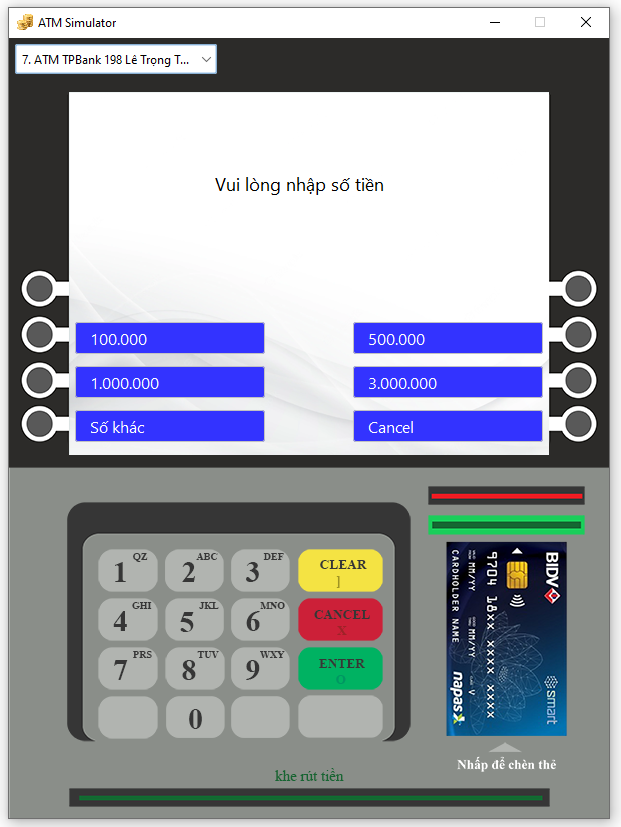 ATM Simulator
7. ATM TPBank 198 Lê Trọng T...
Vui lòng nhập số tiền
100.000
500.000
1.000.000
3.000.000
Số khác
Cancel
1 QZ
2 ABC
3 DEF
CLEAR
]
4 GHI
5 JKL
6 MNO
CANCEL
X
7 PRS
8 TUV
9 WXY
ENTER
O
0
BIDV
smart
9704 18xx xxxx xxxx
MM/YY
MM/YY
V
CARDHOLDER NAME
napas
Nhấp để chèn thẻ
khe rút tiền